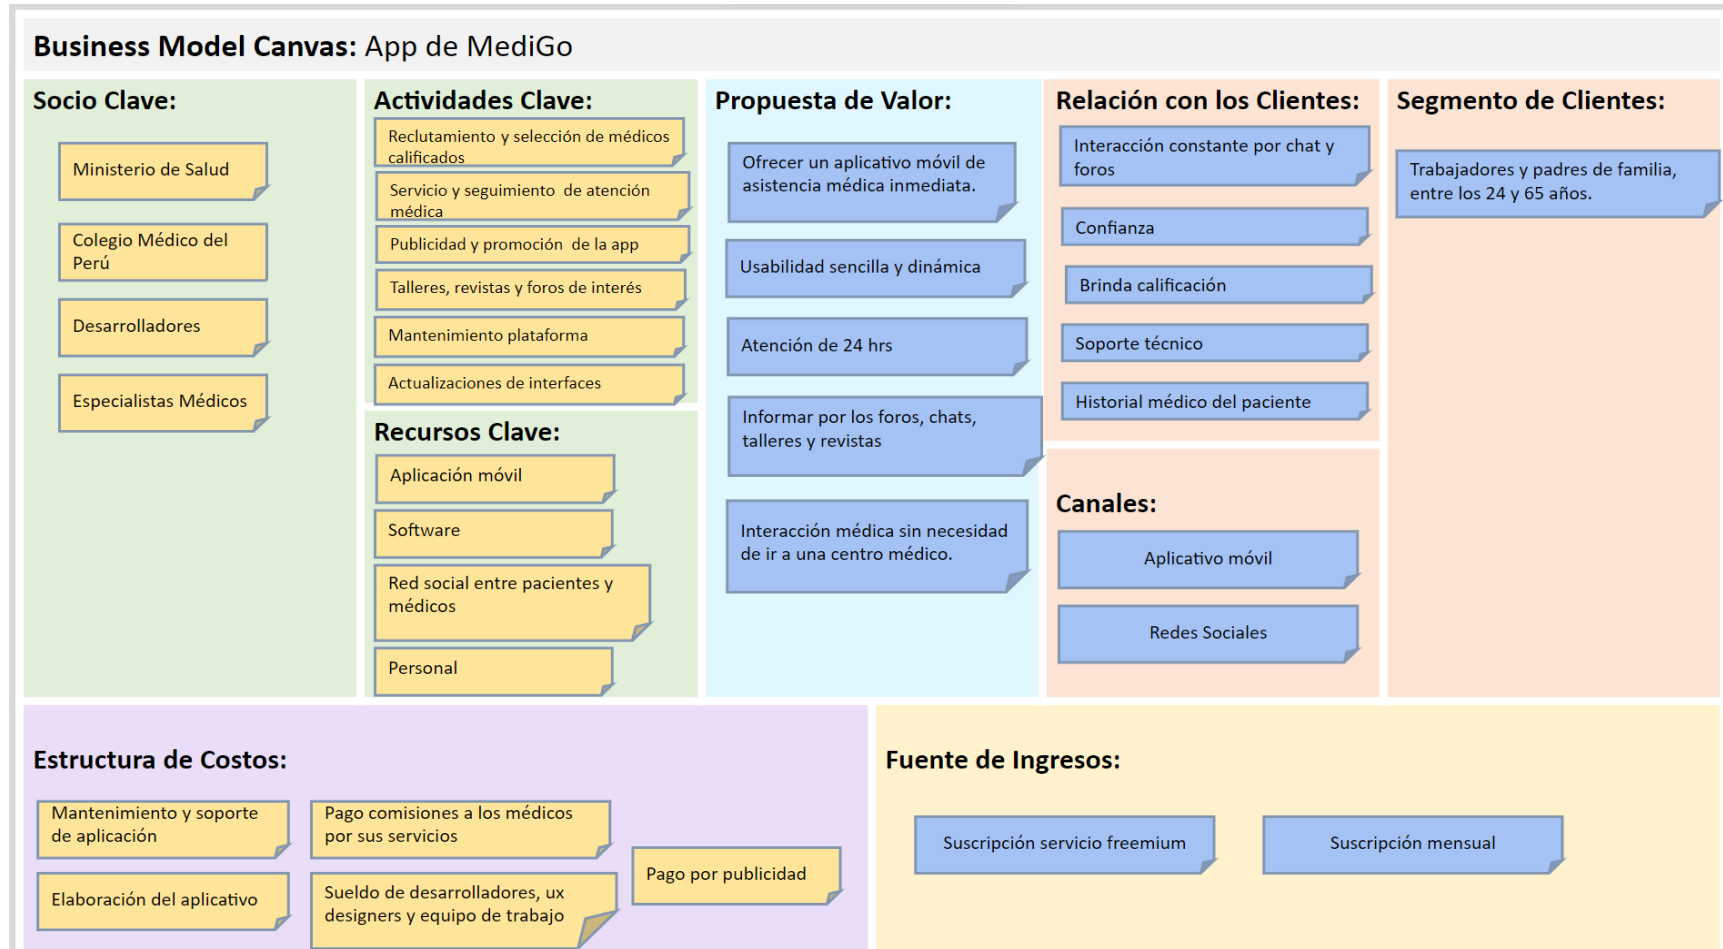 Business Model Canvas: App de MediGo
Socio Clave:
Ministerio de Salud
Colegio Médico del
Perú
Desarrolladores
Especialistas Médicos
Actividades Clave:
Reclutamiento y selección de médicos
calificados
Servicio y seguimiento de atención
médica
Publicidad y promoción de la app
Talleres, revistas y foros de interés
Mantenimiento plataforma
Actualizaciones de interfaces
Recursos Clave:
Aplicación móvil
Software
Red social entre pacientes y
médicos
Personal
Propuesta de Valor:
Ofrecer un aplicativo móvil de
asistencia médica inmediata.
Usabilidad sencilla y dinámica
Atención de 24 hrs
Informar por los foros, chats,
talleres y revistas
Interacción médica sin necesidad
de ir a una centro médico.
Relación con los Clientes:
Interacción constante por chat y
foros
Confianza
Brinda calificación
Soporte técnico
Historial médico del paciente
Canales:
Aplicativo móvil
Redes Sociales
Segmento de Clientes:
Trabajadores y padres de familia,
entre los 24 y 65 años.
Estructura de Costos:
Mantenimiento y soporte
de aplicación
Elaboración del aplicativo
Pago comisiones a los médicos
por sus servicios
Sueldo de desarrolladores, ux
designers y equipo de trabajo
Pago por publicidad
Fuente de Ingresos:
Suscripción servicio freemium
Suscripción mensual